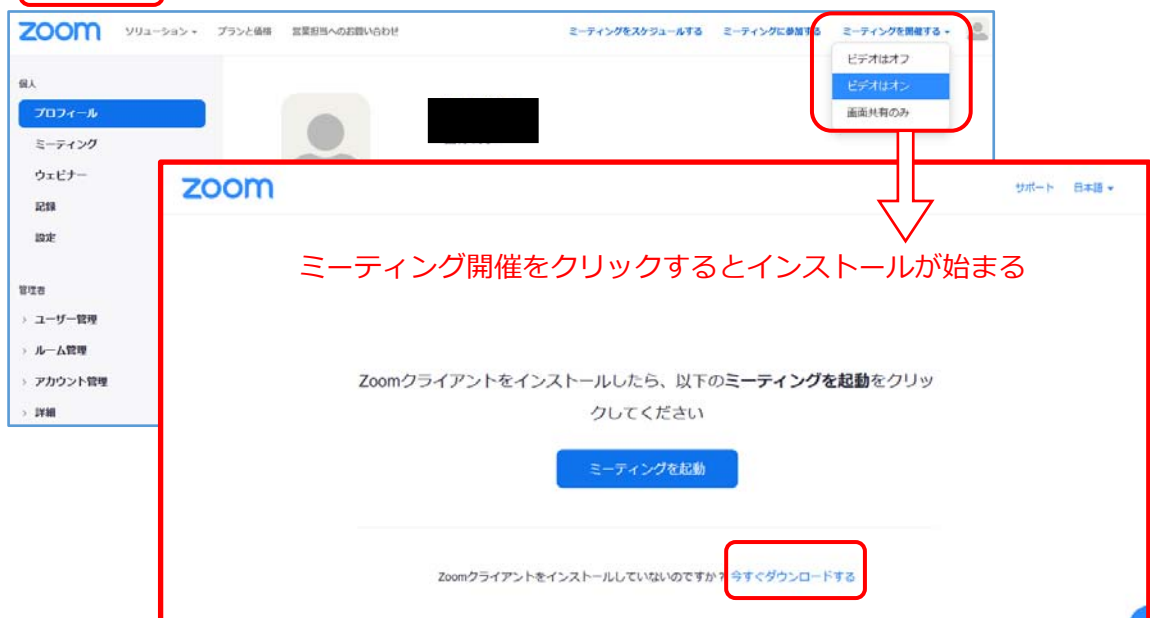 zoom ソリューション プランと価格 営業担当へのお問い合わせ ミーティングをスケジュールする ミーティングに参加する ミーティングを開催する
ビデオはオフ
ビデオはオン
画面共有のみ
個人
プロフィール
ミーティング
ウェビナー
記録
設定
管理者
ユーザー管理
ルーム管理
アカウント管理
詳細
zoom サポート 日本語
ミーティング開催をクリックするとインストールが始まる
Zoomクライアントをインストールしたら、以下のミーティングを起動をクリッ
クしてください
ミーティングを起動
Zoomクライアントをインストールしていないのですか? 今すぐダウンロードする